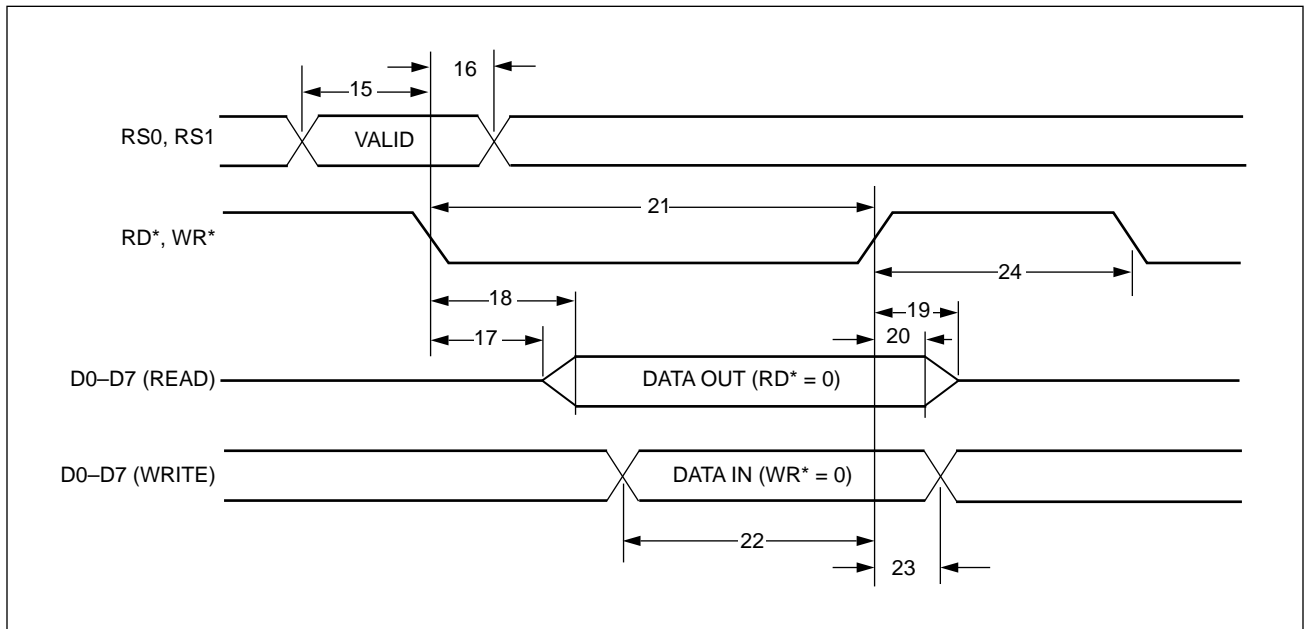 16
15
RS0, RS1
VALID
21
RD*, WR*
24
18
19
17
20
D0–D7 (READ)
DATA OUT (RD* = 0)
D0–D7 (WRITE)
DATA IN (WR* = 0)
22
23